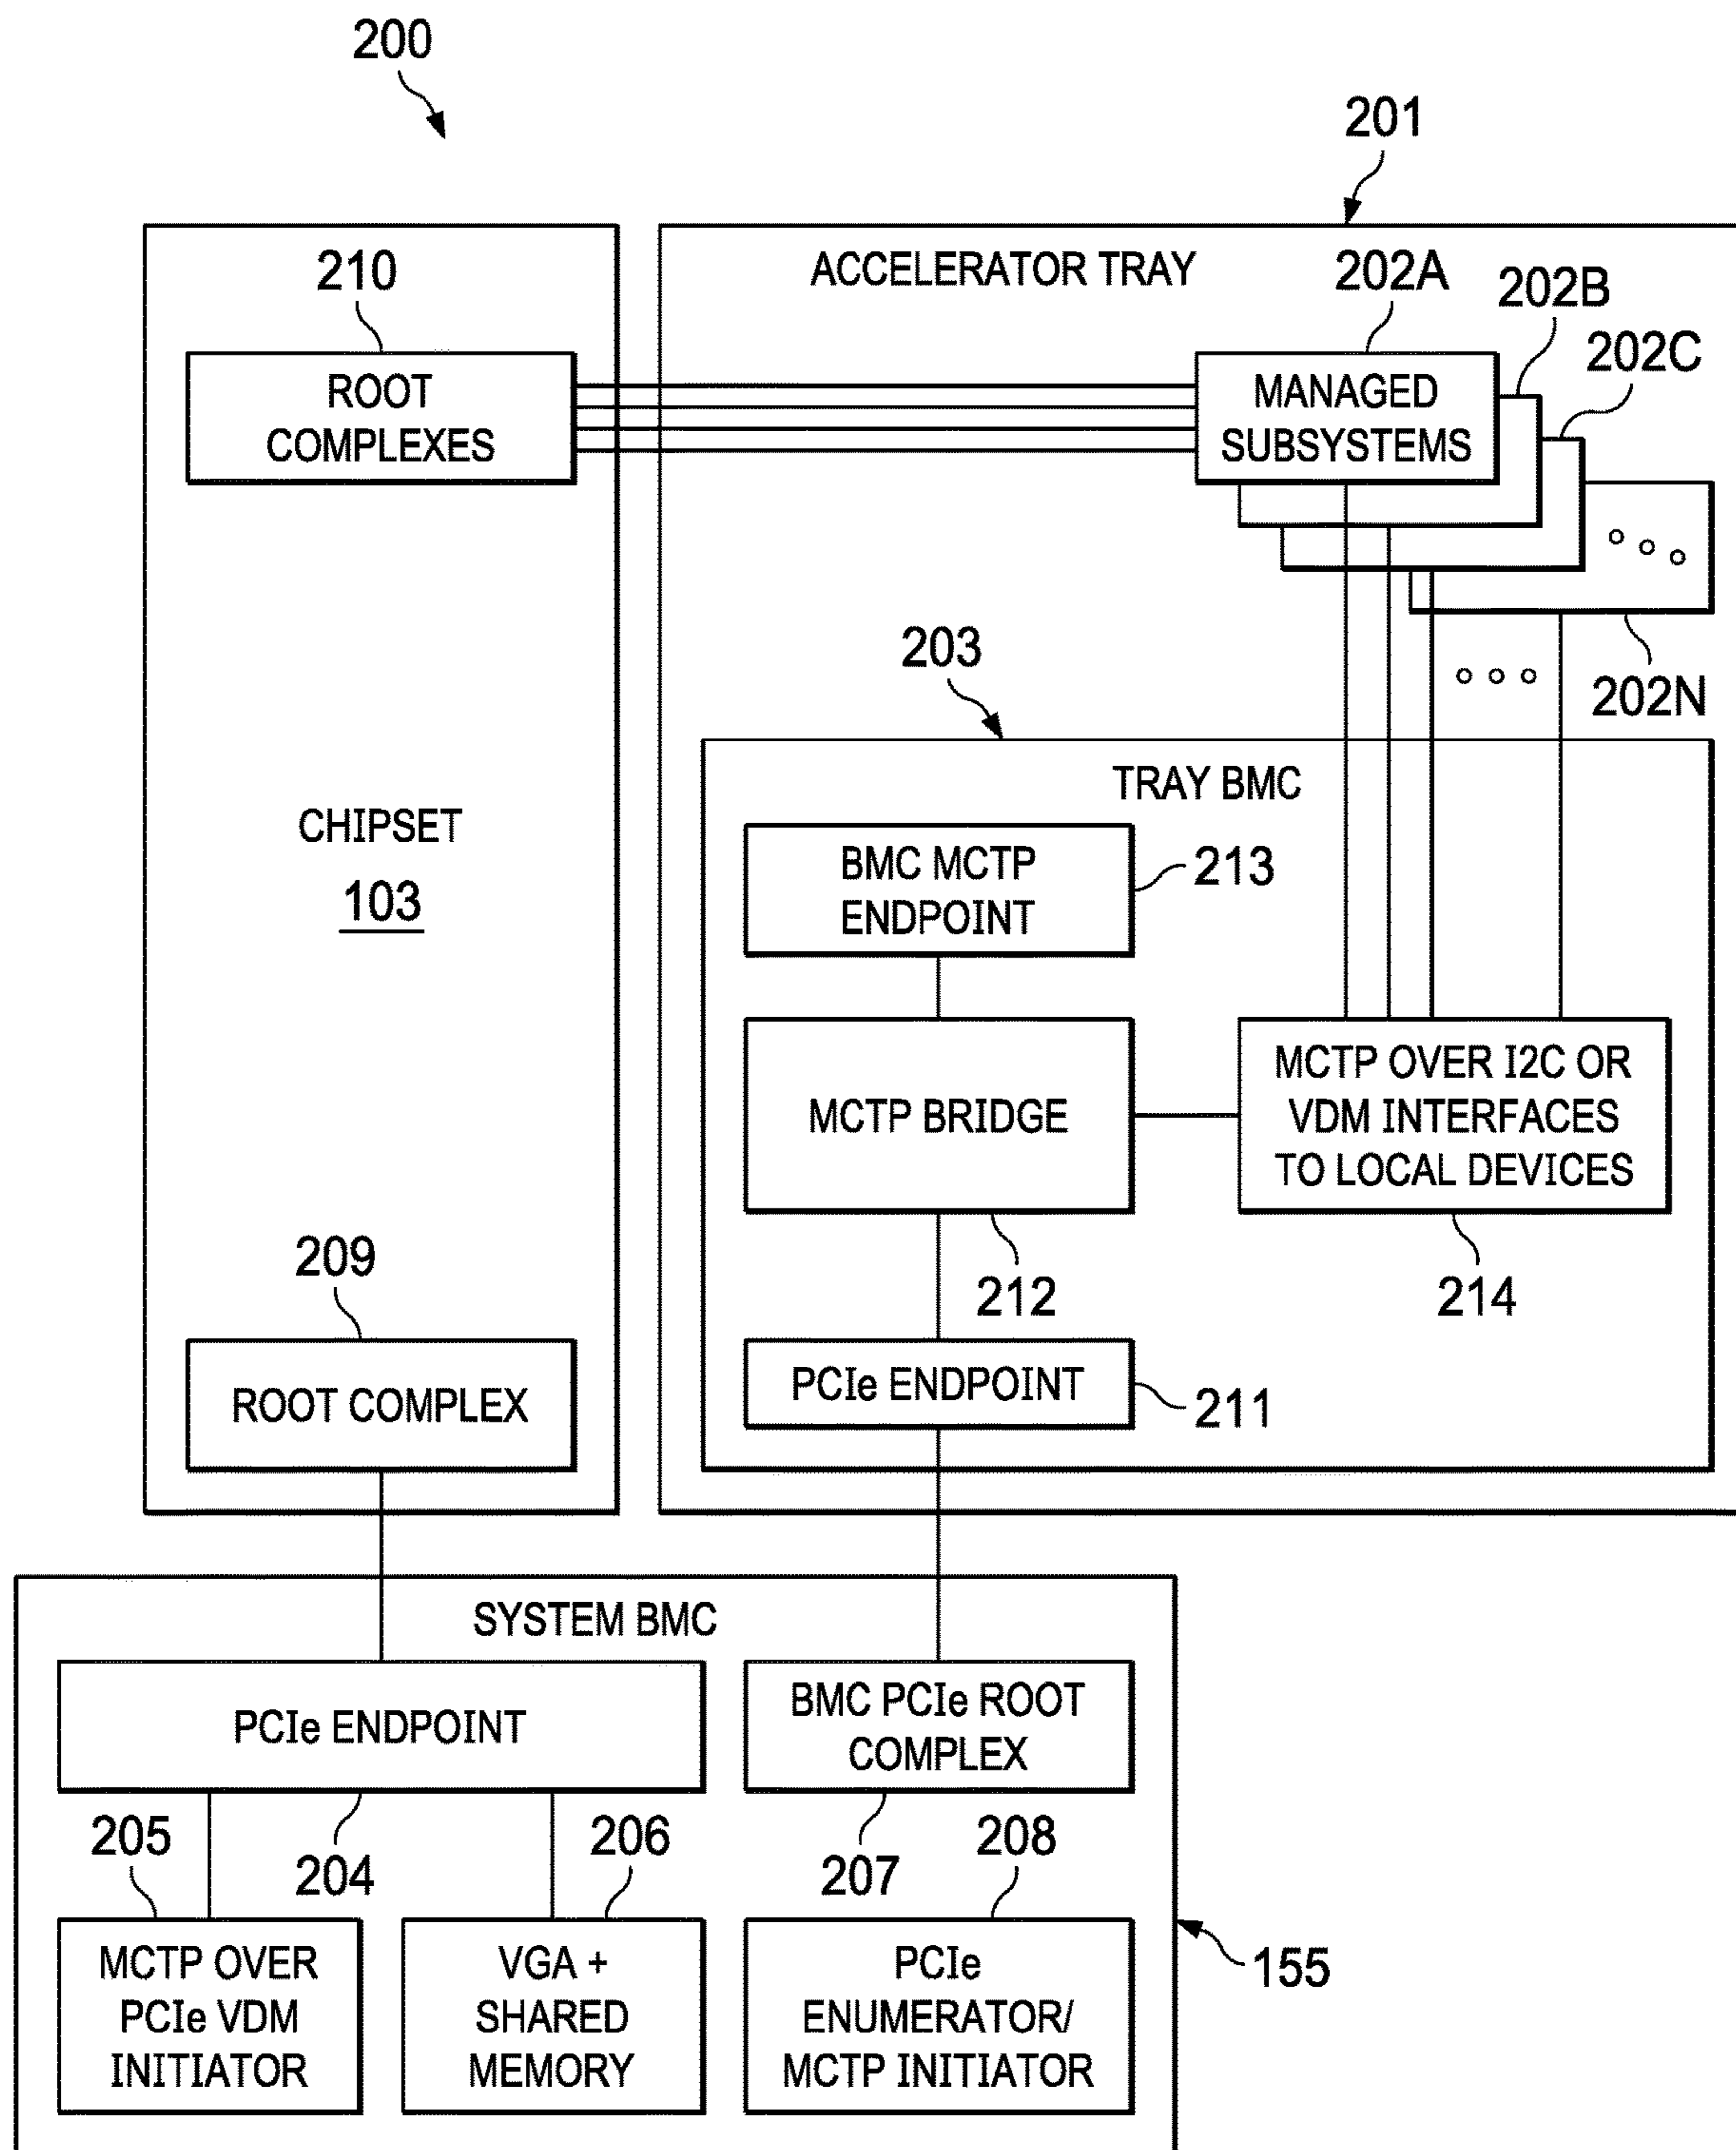 200
201
ACCELERATOR TRAY
210
202A
202B
202C
ROOT
COMPLEXES
MANAGED
SUBSYSTEMS
202N
203
TRAY BMC
CHIPSET
103
BMC MCTP
ENDPOINT
213
MCTP BRIDGE
MCTP OVER I2C OR
VDM INTERFACES
TO LOCAL DEVICES
212
214
209
ROOT COMPLEX
PCIe ENDPOINT
211
SYSTEM BMC
PCIe ENDPOINT
BMC PCIe ROOT
COMPLEX
205
204
206
207
208
MCTP OVER
PCIe VDM
INITIATOR
VGA +
SHARED
MEMORY
PCIe
ENUMERATOR/
MCTP INITIATOR
155